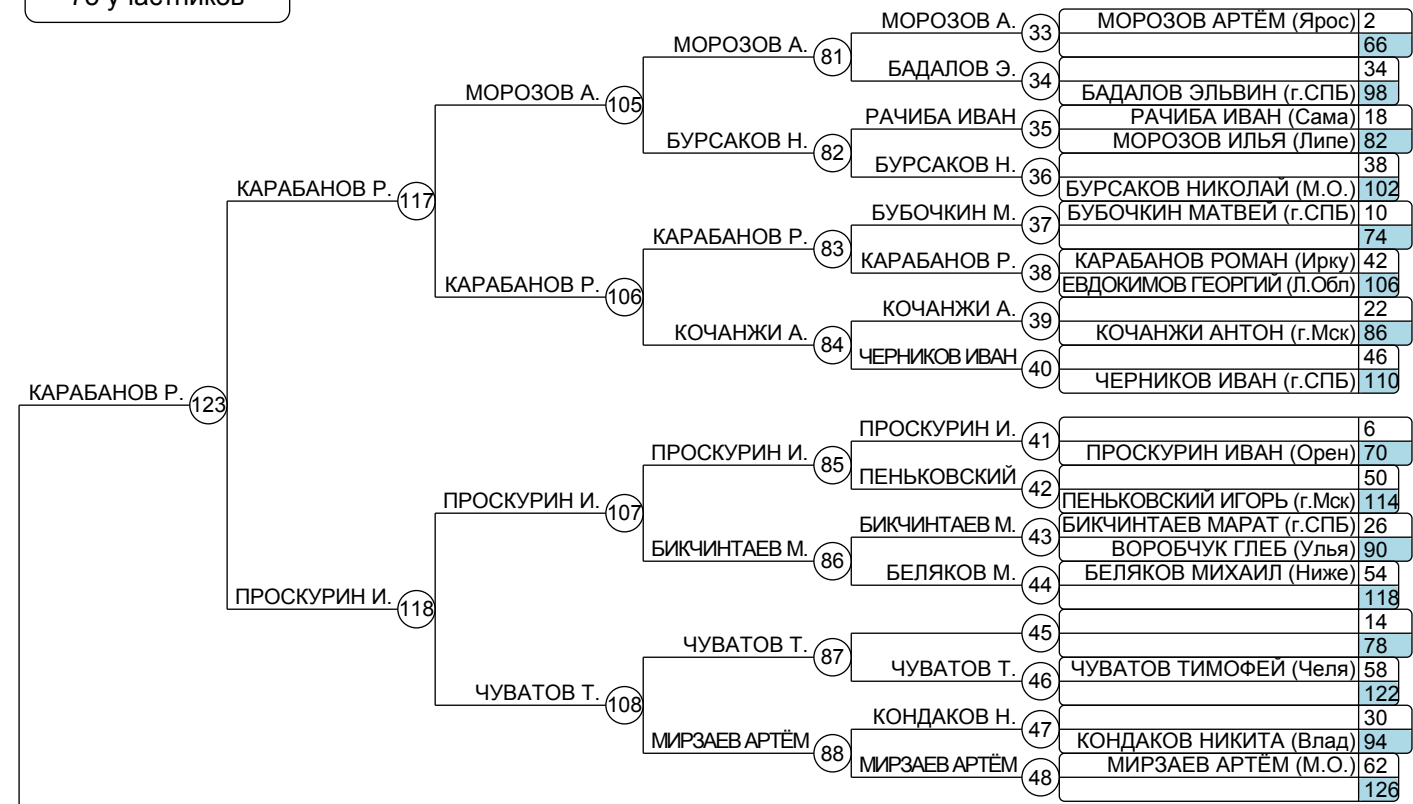 участников
МОРОЗОВ А. 33 МОРОЗОВ АРТЁМ (Ярос) 2
МОРОЗОВ А. 81 66
БАДАЛОВ Э. 34 34
МОРОЗОВ А. 105 БАДАЛОВ ЭЛЬВИН (г.СПБ) 98
РАЧИБА ИВАН 35 РАЧИБА ИВАН (Сама) 18
БУРСАКОВ Н. 82 МОРОЗОВ ИЛЬЯ (Липе) 82
БУРСАКОВ Н. 36 38
КАРАБАНОВ Р. 117 БУРСАКОВ НИКОЛАЙ (М.О.) 102
БУБОЧКИН М. 37 БУБОЧКИН МАТВЕЙ (г.СПБ) 10
КАРАБАНОВ Р. 83 74
КАРАБАНОВ Р. 38 КАРАБАНОВ РОМАН (Ирку) 42
КАРАБАНОВ Р. 106 ЕВДОКИМОВ ГЕОРГИЙ (Л.Обл) 106
КОЧАНЖИ А. 39 22
КОЧАНЖИ А. 84 КОЧАНЖИ АНТОН (г.Мск) 86
ЧЕРНИКОВ ИВАН 40 46
КАРАБАНОВ Р. 123 ЧЕРНИКОВ ИВАН (г.СПБ) 110
ПРОСКУРИН И. 41 6
ПРОСКУРИН И. 85 ПРОСКУРИН ИВАН (Орен) 70
ПЕНЬКОВСКИЙ 42 50
ПРОСКУРИН И. 107 ПЕНЬКОВСКИЙ ИГОРЬ (г.Мск) 114
БИКЧИНТАЕВ М. 43 БИКЧИНТАЕВ МАРАТ (г.СПБ) 26
БИКЧИНТАЕВ М. 86 ВОРОБЧУК ГЛЕБ (Улья) 90
БЕЛЯКОВ М. 44 БЕЛЯКОВ МИХАИЛ (Ниже) 54
ПРОСКУРИН И. 118 118
45 14
ЧУВАТОВ Т. 87 78
ЧУВАТОВ Т. 46 ЧУВАТОВ ТИМОФЕЙ (Челя) 58
ЧУВАТОВ Т. 108 122
КОНДАКОВ Н. 47 30
МИРЗАЕВ АРТЁМ 88 КОНДАКОВ НИКИТА (Влад) 94
МИРЗАЕВ АРТЁМ 48 МИРЗАЕВ АРТЁМ (М.О.) 62
126